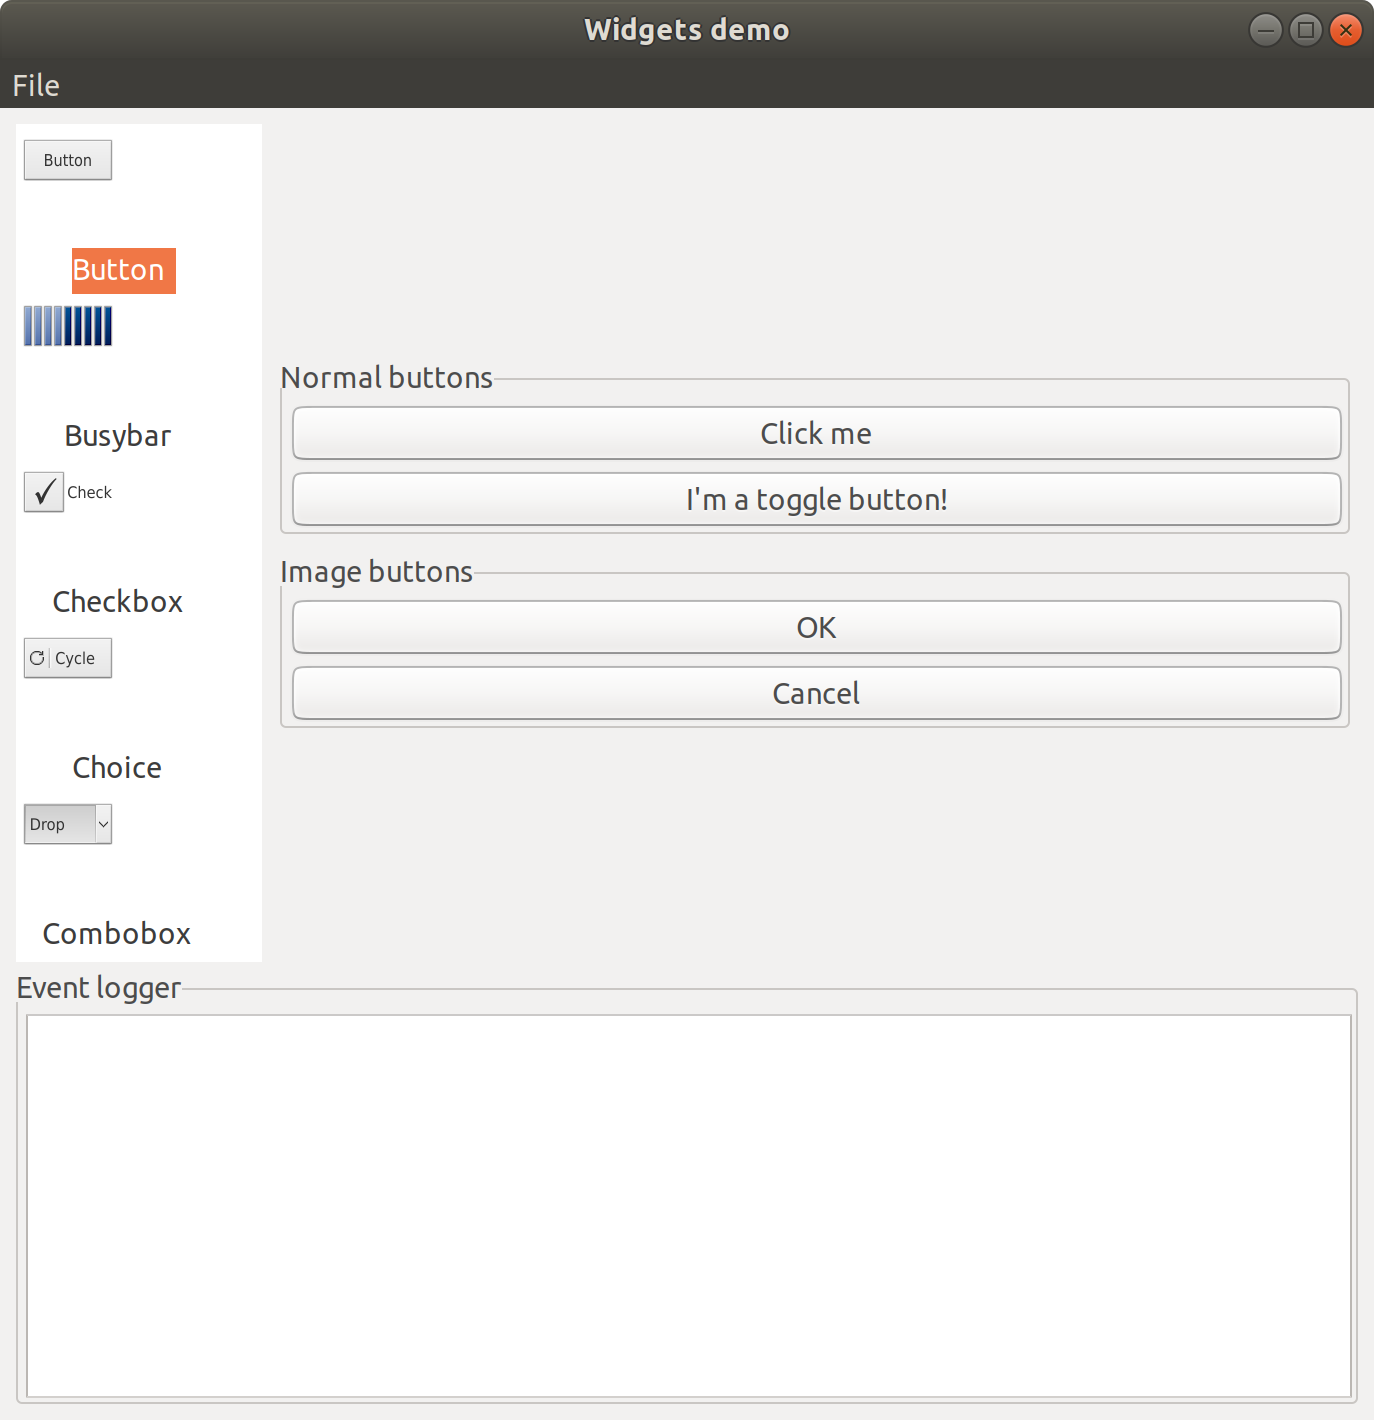 Widgets demo
File
Button
Button
Busybar
Check
Checkbox
Cycle
Choice
Drop
Combobox
Normal buttons
Click me
I'm a toggle button!
Image buttons
OK
Cancel
Event logger